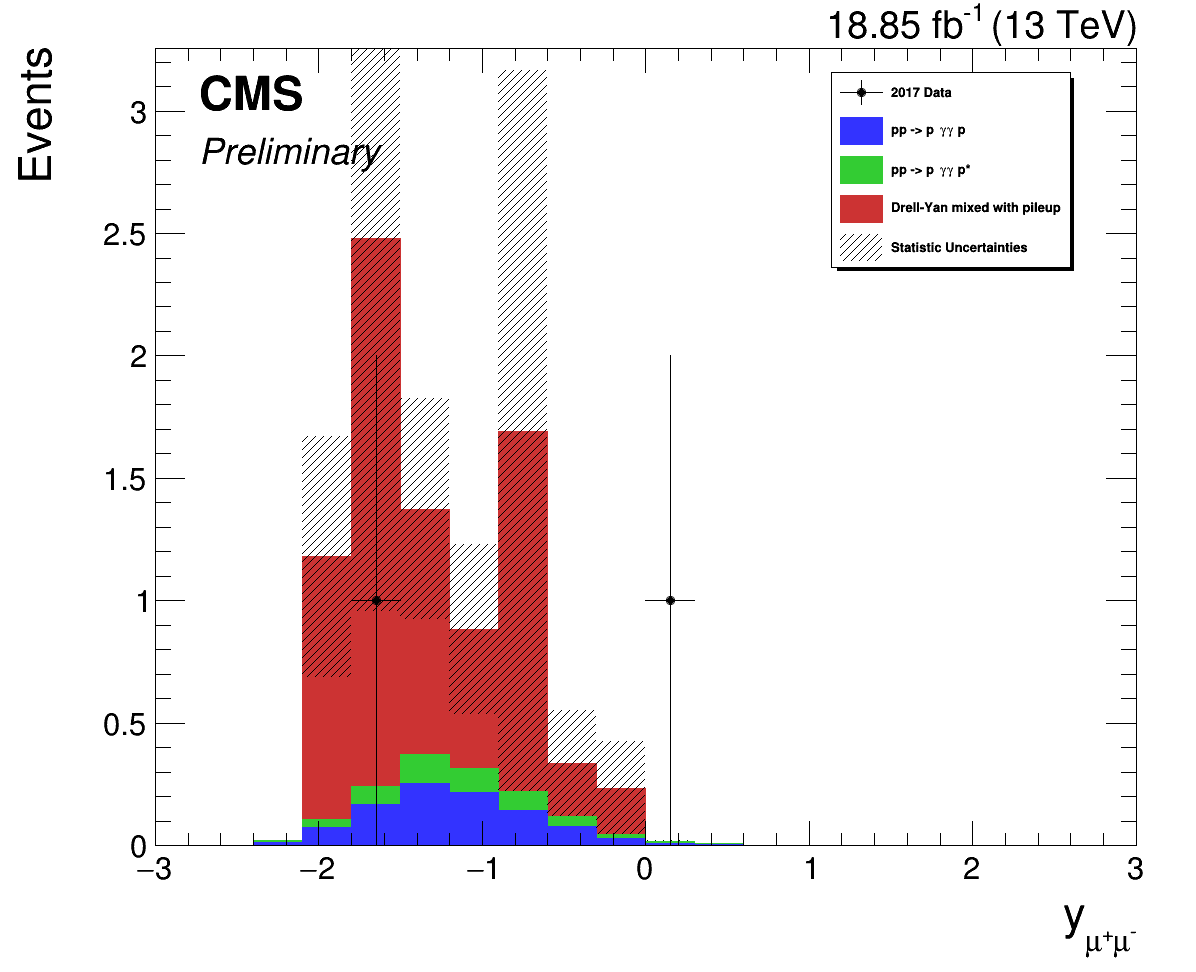 18.85 fb⁻¹ (13 TeV)
Events
CMS
Preliminary
2017 Data
pp -> p γγ p
pp -> p γγ p*
Drell-Yan mixed with pileup
Statistic Uncertainties
3
2.5
2
1.5
1
0.5
0
−3 −2 −1 0 1 2 3
y_μ⁺μ⁻